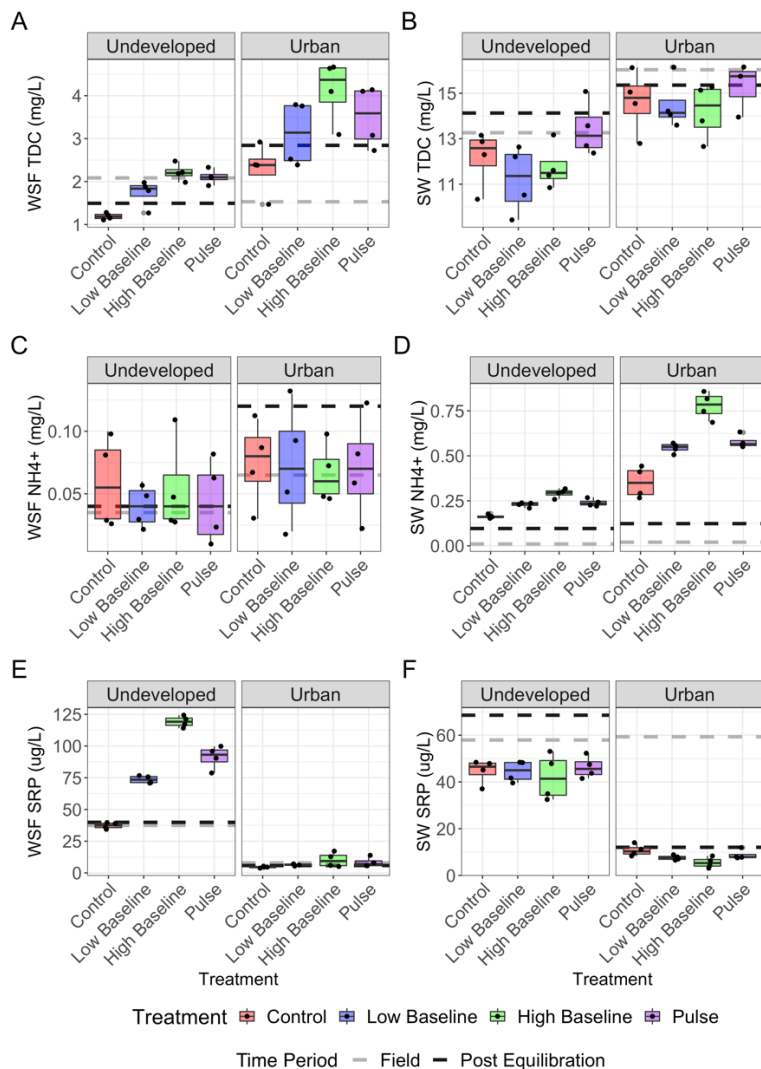 A
B
Undeveloped Urban
Undeveloped Urban
WSF TDC (mg/L)
4
3
2
1
SW TDC (mg/L)
15
13
11
Control Low Baseline High Baseline Pulse Control Low Baseline High Baseline Pulse
Control Low Baseline High Baseline Pulse Control Low Baseline High Baseline Pulse
C
D
Undeveloped Urban
Undeveloped Urban
WSF NH4+ (mg/L)
0.10
0.05
SW NH4+ (mg/L)
0.75
0.50
0.25
0.00
Control Low Baseline High Baseline Pulse Control Low Baseline High Baseline Pulse
Control Low Baseline High Baseline Pulse Control Low Baseline High Baseline Pulse
E
F
Undeveloped Urban
Undeveloped Urban
WSF SRP (ug/L)
125
100
75
50
25
0
SW SRP (ug/L)
60
40
20
0
Control Low Baseline High Baseline Pulse Control Low Baseline High Baseline Pulse
Control Low Baseline High Baseline Pulse Control Low Baseline High Baseline Pulse
Treatment
Treatment
Treatment Control Low Baseline High Baseline Pulse
Time Period Field Post Equilibration